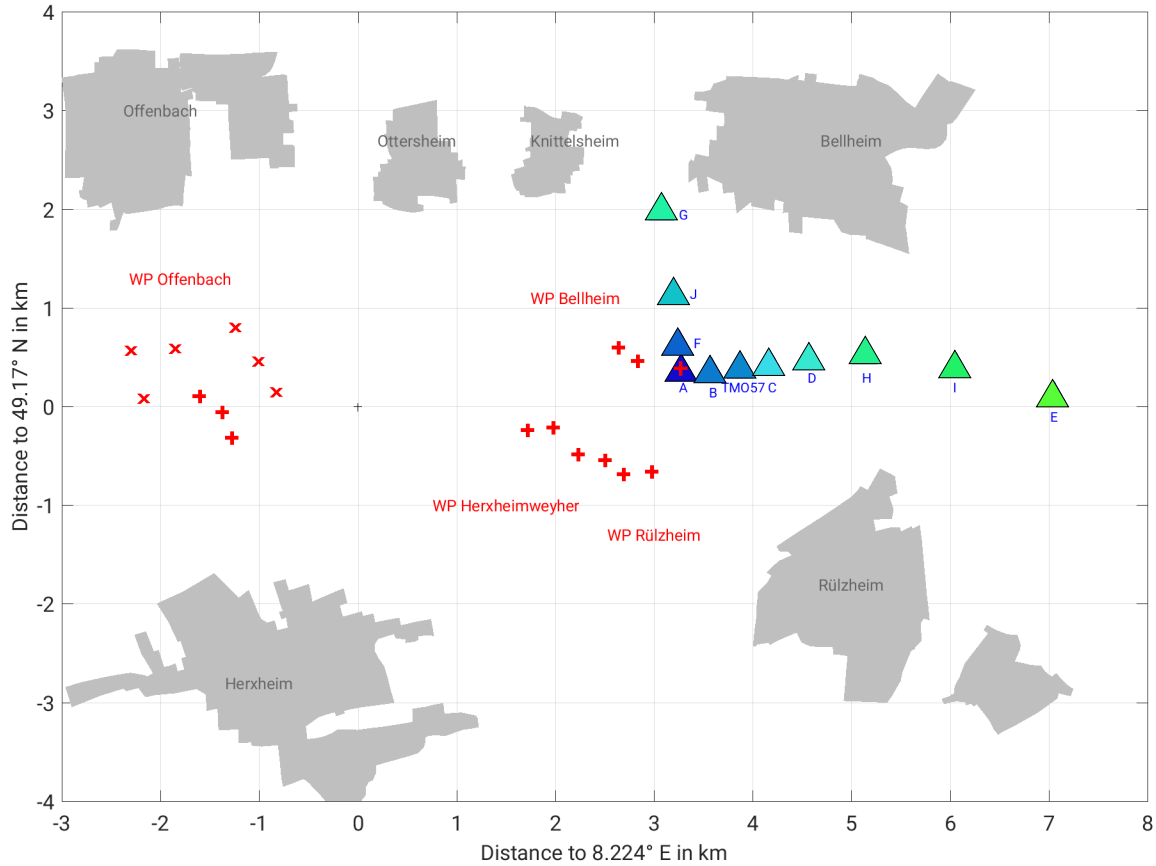 4
3
2
1
0
-1
-2
-3
-4
Distance to 49.17° N in km
Offenbach
Ottersheim
Knittelsheim
Bellheim
G
WP Offenbach
WP Bellheim
J
F
A
B
TMO57
C
D
H
I
E
WP Herxheimweyher
WP Rülzheim
Rülzheim
Herxheim
-3 -2 -1 0 1 2 3 4 5 6 7 8
Distance to 8.224° E in km